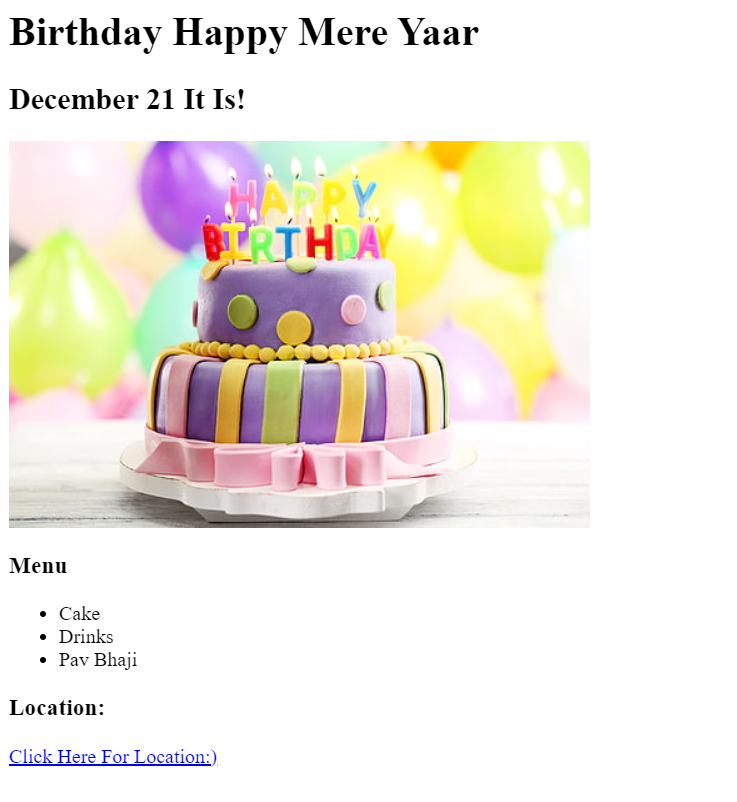 Birthday Happy Mere Yaar
December 21 It Is!
HAPPY
BIRTHDAY
Menu
Cake
Drinks
Pav Bhaji
Location:
Click Here For Location:)